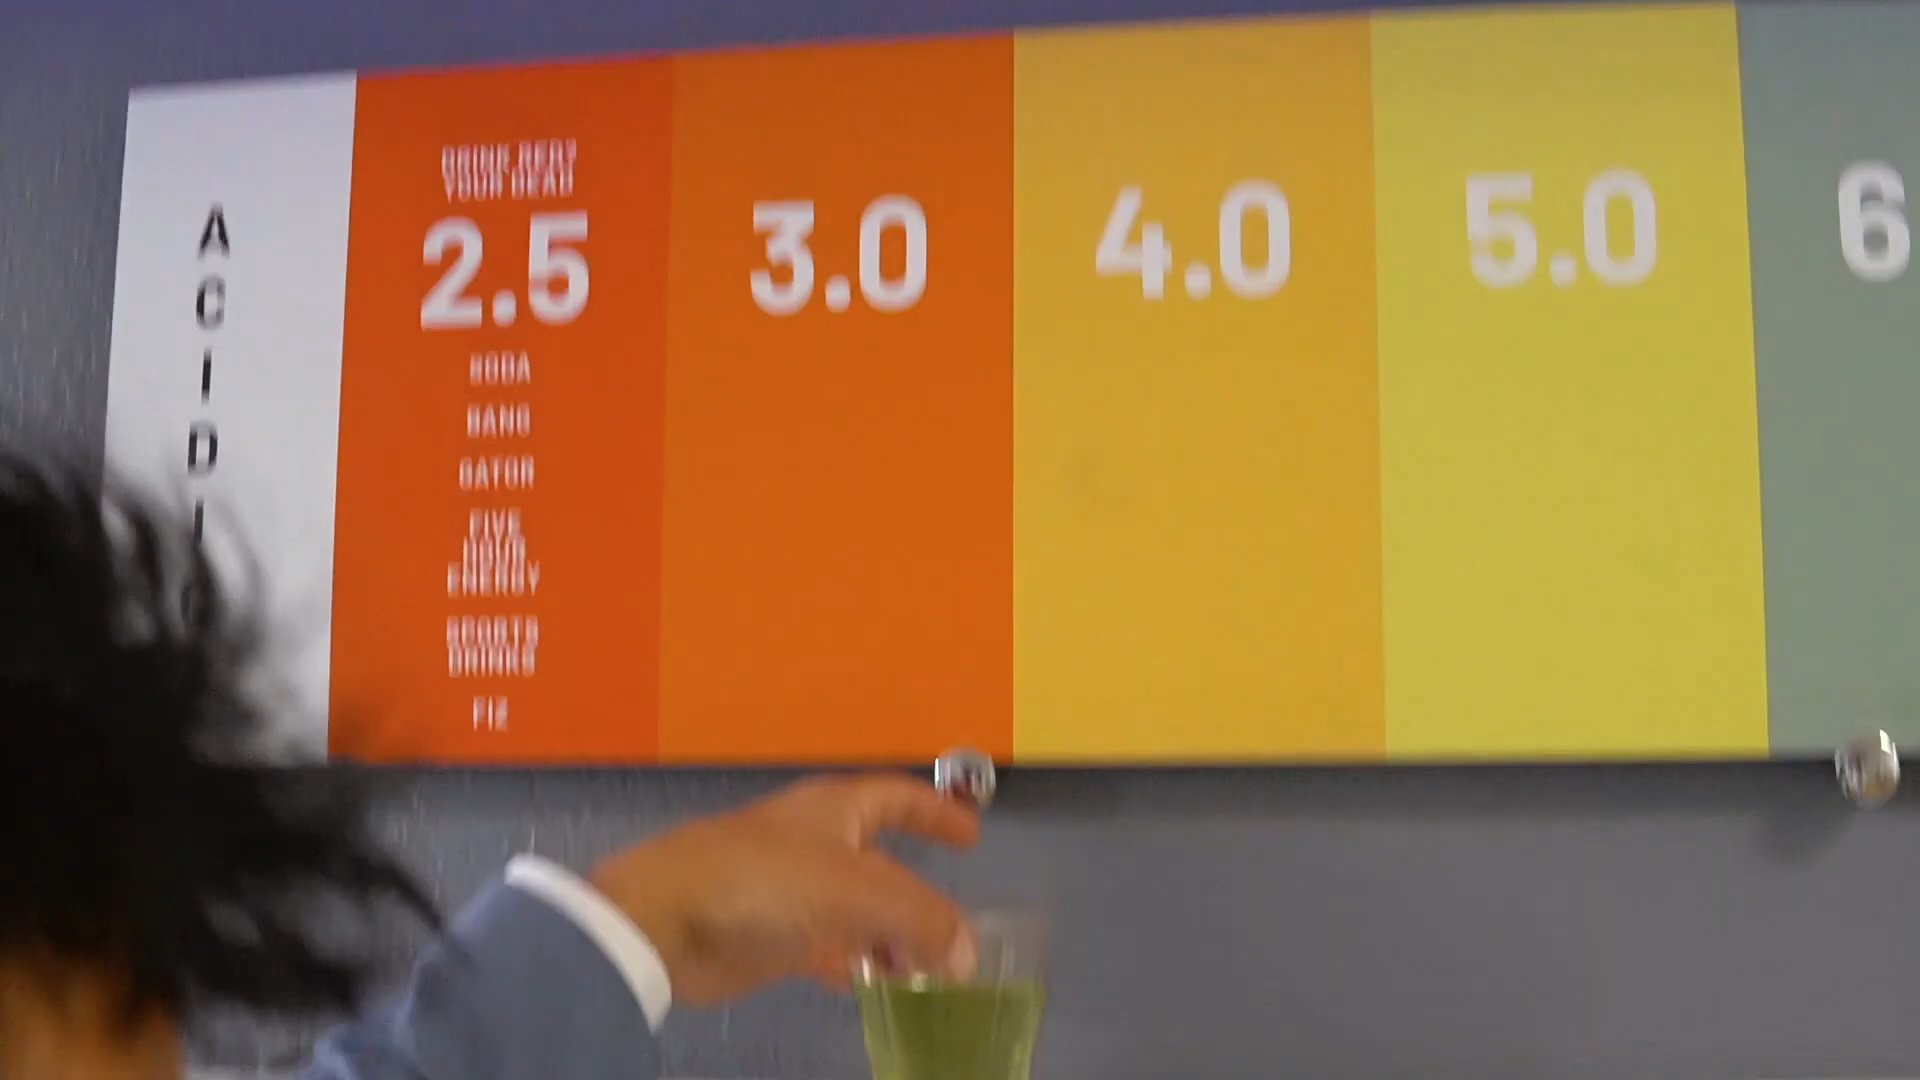 A
C
I
D
I
DRINK RED?
YOUR DEAD
2.5
SODA
BANG
GATOR
FIVE
HOUR
ENERGY
SPORTS
DRINKS
FIZ
3.0
4.0
5.0
6